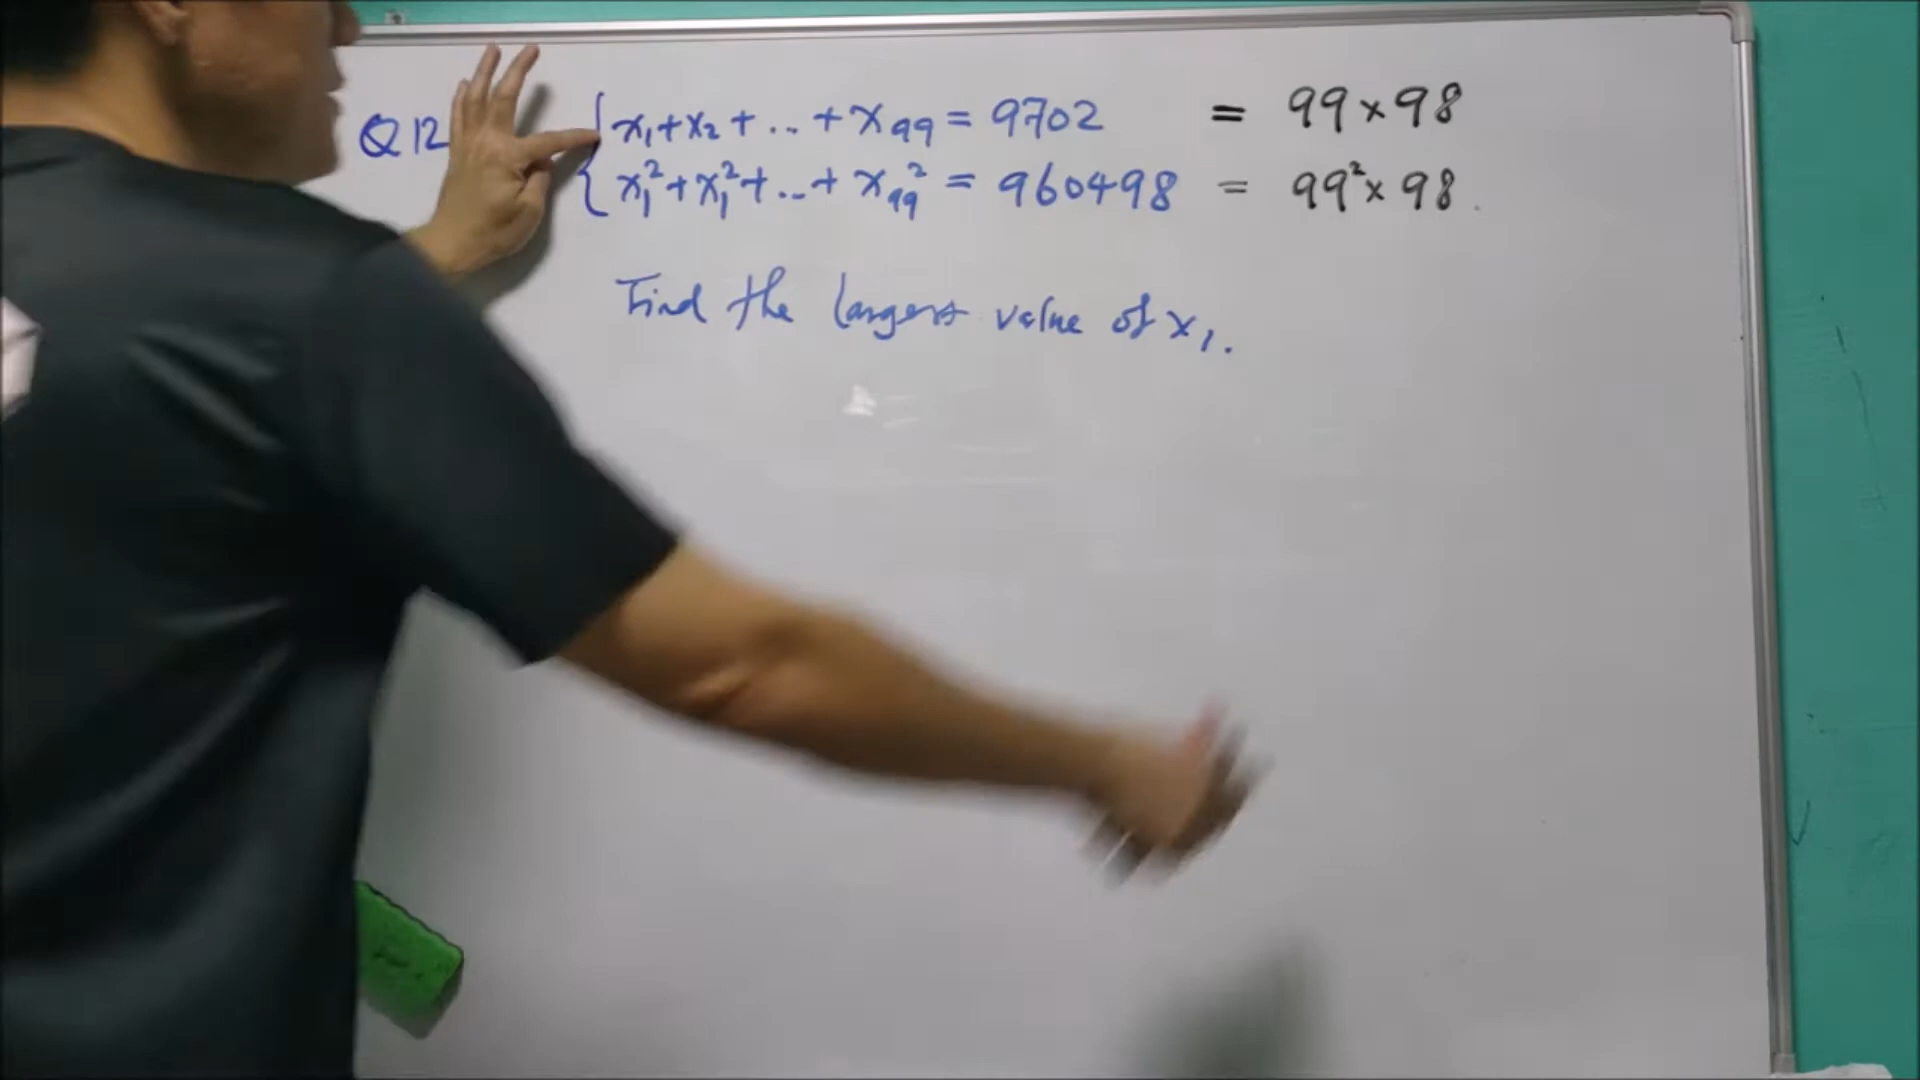 Q12 { x₁+x₂+...+x₉₉ = 9702 = 99×98
x₁²+x₁²+...+x₉₉² = 960498 = 99²×98.
Find the largest value of x₁.